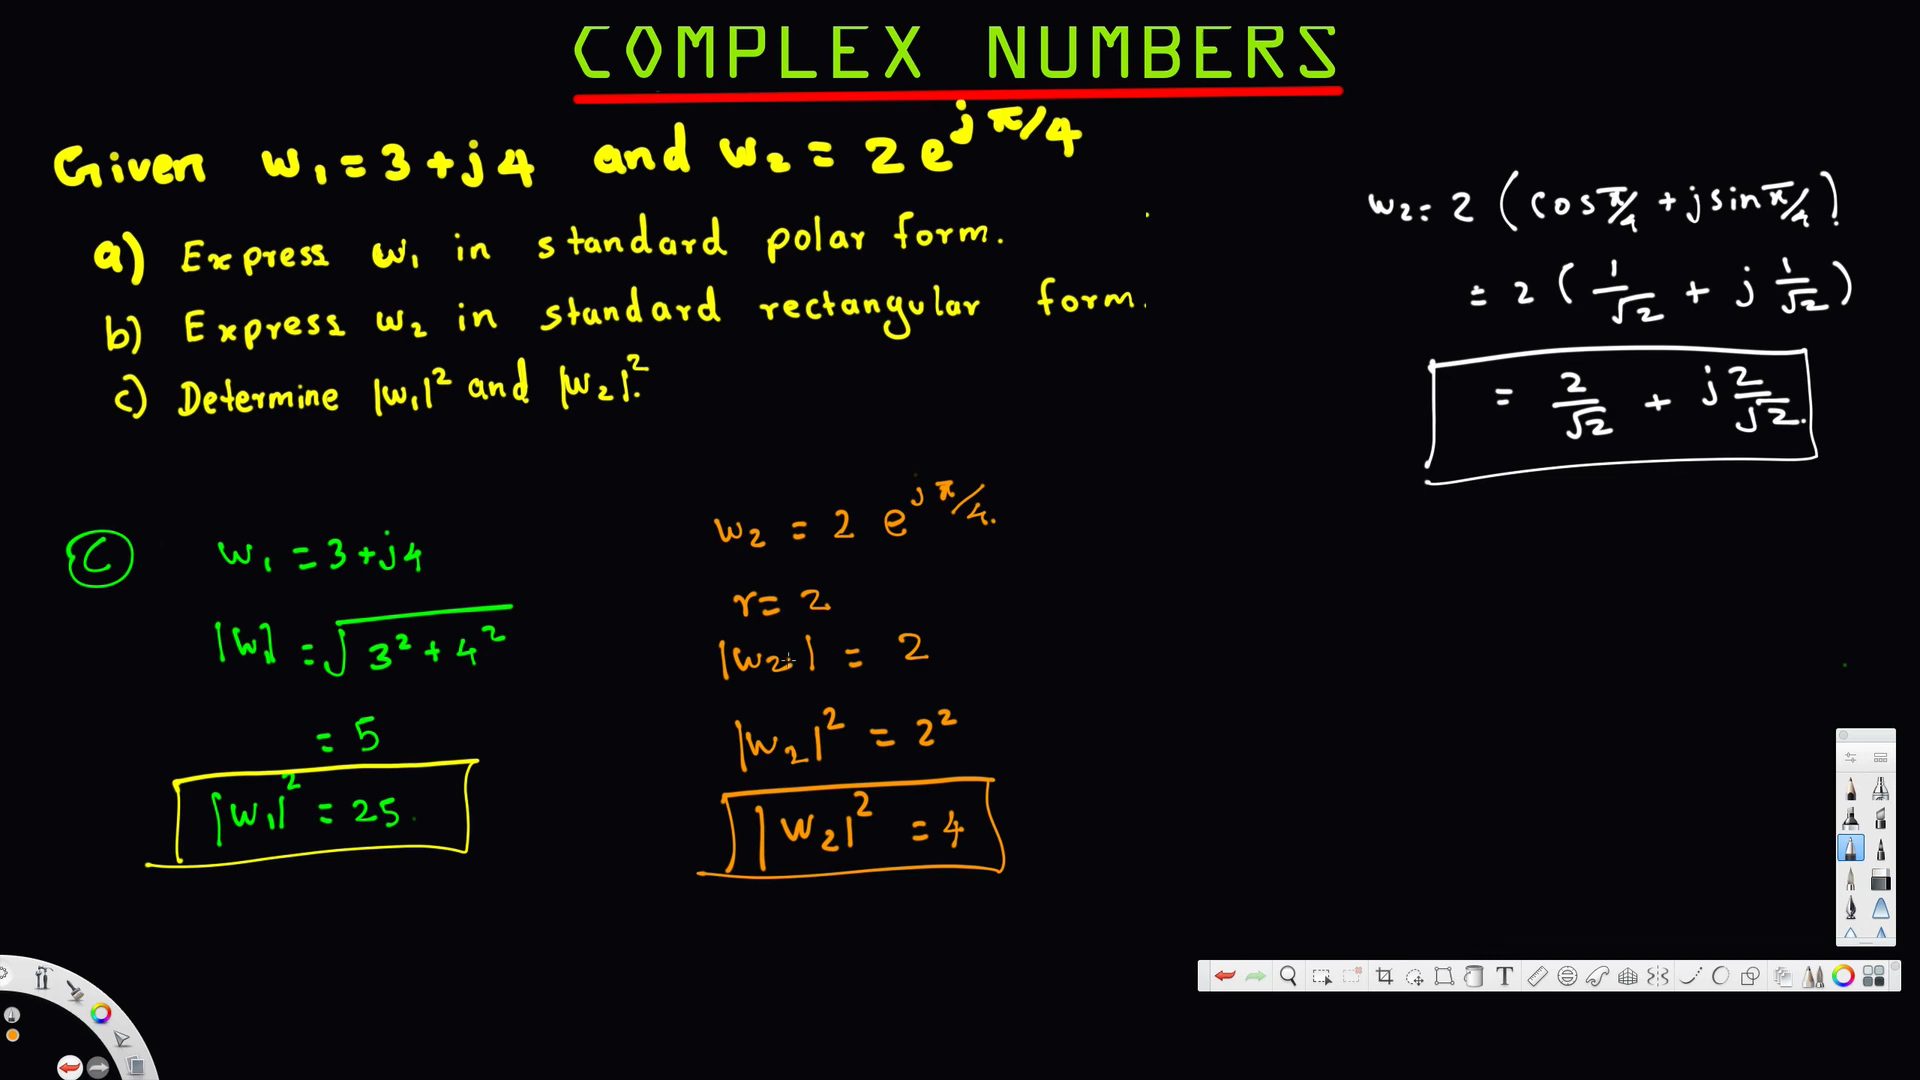 COMPLEX NUMBERS
Given w₁ = 3 + j4 and w₂ = 2e^(jπ/4)
a) Express w₁ in standard polar form.
b) Express w₂ in standard rectangular form.
c) Determine |w₁|² and |w₂|².
w₂ = 2 (cos π/4 + j sin π/4)
= 2 (1/√2 + j 1/√2)
= 2/√2 + j 2/√2.
C
w₁ = 3 + j4
|w₁| = √(3² + 4²)
= 5
|w₁|² = 25.
w₂ = 2 e^(jπ/4).
r = 2
|w₂| = 2
|w₂|² = 2²
|w₂|² = 4
T